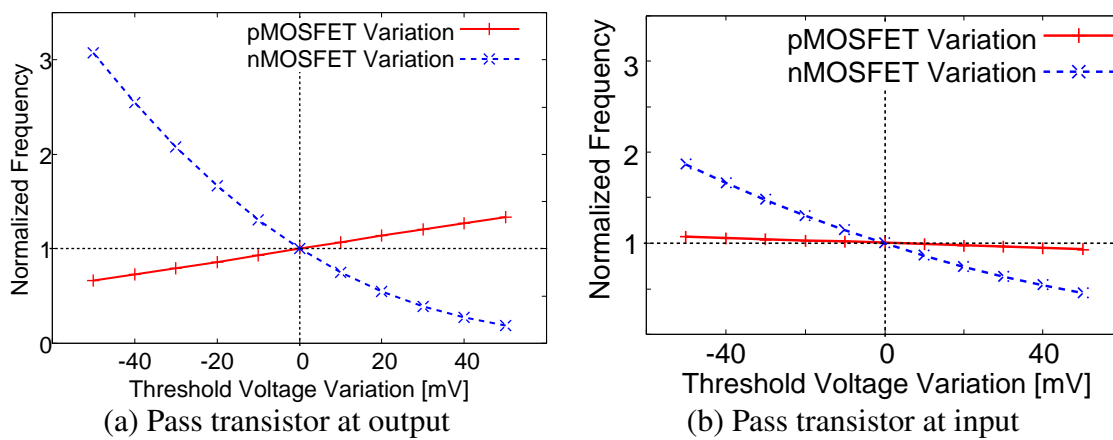 pMOSFET Variation
nMOSFET Variation
3
2
1
0
Normalized Frequency
-40
-20
0
20
40
Threshold Voltage Variation [mV]
(a) Pass transistor at output
pMOSFET Variation
nMOSFET Variation
3
2
1
Normalized Frequency
-40
0
40
Threshold Voltage Variation [mV]
(b) Pass transistor at input